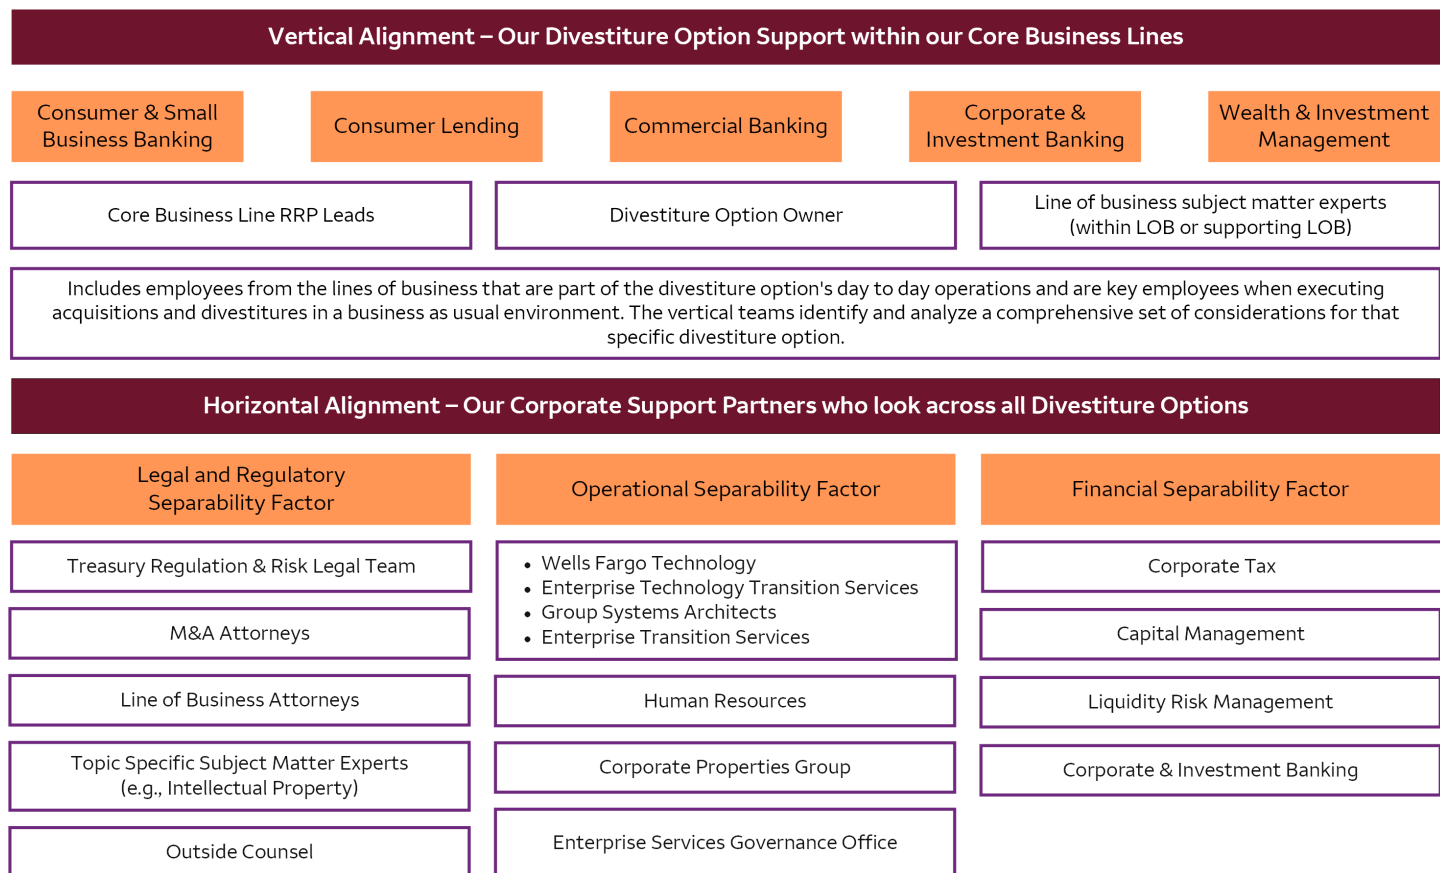 Vertical Alignment – Our Divestiture Option Support within our Core Business Lines
Consumer & Small
Business Banking
Consumer Lending
Commercial Banking
Corporate &
Investment Banking
Wealth & Investment
Management
Core Business Line RRP Leads
Divestiture Option Owner
Line of business subject matter experts
(within LOB or supporting LOB)
Includes employees from the lines of business that are part of the divestiture option's day to day operations and are key employees when executing
acquisitions and divestitures in a business as usual environment. The vertical teams identify and analyze a comprehensive set of considerations for that
specific divestiture option.
Horizontal Alignment – Our Corporate Support Partners who look across all Divestiture Options
Legal and Regulatory
Separability Factor
Treasury Regulation & Risk Legal Team
M&A Attorneys
Line of Business Attorneys
Topic Specific Subject Matter Experts
(e.g., Intellectual Property)
Outside Counsel
Operational Separability Factor
• Wells Fargo Technology
• Enterprise Technology Transition Services
• Group Systems Architects
• Enterprise Transition Services
Human Resources
Corporate Properties Group
Enterprise Services Governance Office
Financial Separability Factor
Corporate Tax
Capital Management
Liquidity Risk Management
Corporate & Investment Banking